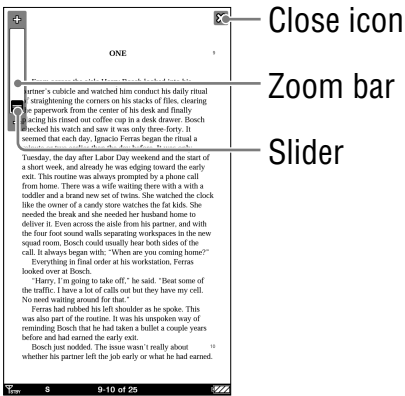 Close icon
Zoom bar
Slider
ONE
9
partner's cubicle and watched him conduct his daily ritual
of straightening the corners on his stacks of files, clearing
the paperwork from the center of his desk and finally
placing his rinsed out coffee cup in a desk drawer. Bosch
checked his watch and saw it was only three-forty. It
seemed that each day, Ignacio Ferras began the ritual a
Tuesday, the day after Labor Day weekend and the start of
a short week, and already he was edging toward the early
exit. This routine was always prompted by a phone call
from home. There was a wife waiting there with a with a
toddler and a brand new set of twins. She watched the clock
like the owner of a candy store watches the fat kids. She
needed the break and she needed her husband home to
deliver it. Even across the aisle from his partner, and with
the four foot sound walls separating workspaces in the new
squad room, Bosch could usually hear both sides of the
call. It always began with; "When are you coming home?"
Everything in final order at his workstation, Ferras
looked over at Bosch.
"Harry, I'm going to take off," he said. "Beat some of
the traffic. I have a lot of calls out but they have my cell.
No need waiting around for that."
Ferras had rubbed his left shoulder as he spoke. This
was also part of the routine. It was his unspoken way of
reminding Bosch that he had taken a bullet a couple years
before and had earned the early exit.
Bosch just nodded. The issue wasn't really about
10
whether his partner left the job early or what he had earned.
STBY
S
9-10 of 25